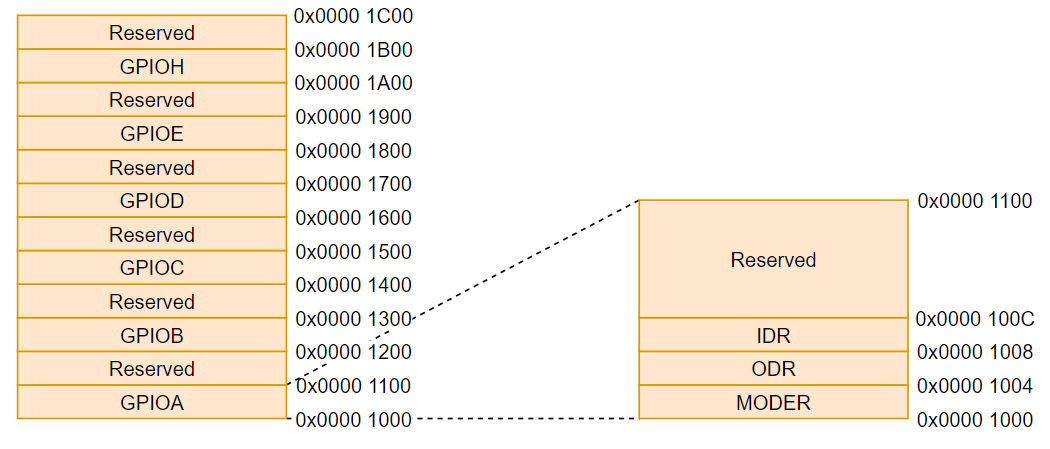 0x0000 1C00
Reserved
0x0000 1B00
GPIOH
0x0000 1A00
Reserved
0x0000 1900
GPIOE
0x0000 1800
Reserved
0x0000 1700
GPIOD
0x0000 1600
Reserved
0x0000 1500
GPIOC
0x0000 1400
Reserved
0x0000 1300
GPIOB
0x0000 1200
Reserved
0x0000 1100
GPIOA
0x0000 1000
0x0000 1100
Reserved
0x0000 100C
IDR
0x0000 1008
ODR
0x0000 1004
MODER
0x0000 1000